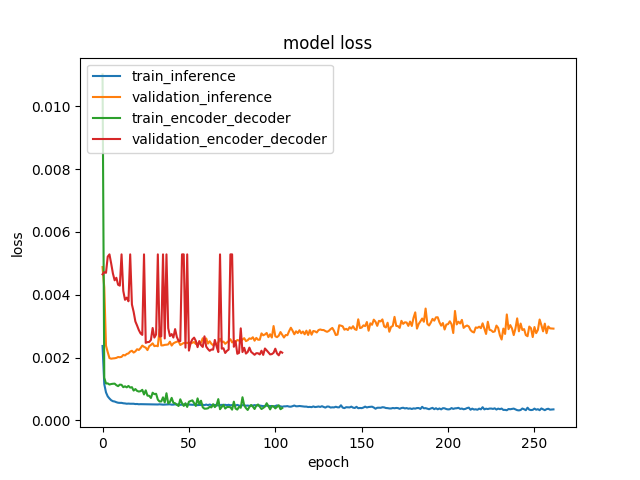 model loss
train_inference
validation_inference
train_encoder_decoder
validation_encoder_decoder
0.010
0.008
0.006
0.004
0.002
0.000
loss
0 50 100 150 200 250
epoch